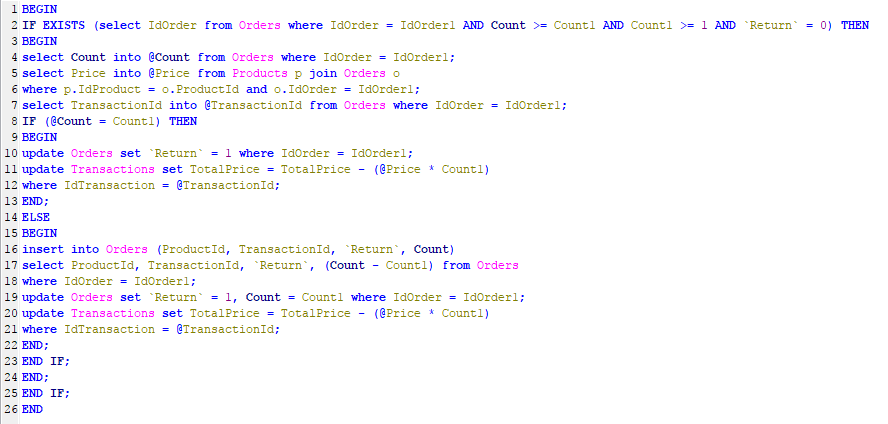 1 BEGIN
2 IF EXISTS (select IdOrder from Orders where IdOrder = IdOrder1 AND Count >= Count1 AND Count1 >= 1 AND `Return` = 0) THEN
3 BEGIN
4 select Count into @Count from Orders where IdOrder = IdOrder1;
5 select Price into @Price from Products p join Orders o
6 where p.IdProduct = o.ProductId and o.IdOrder = IdOrder1;
7 select TransactionId into @TransactionId from Orders where IdOrder = IdOrder1;
8 IF (@Count = Count1) THEN
9 BEGIN
10 update Orders set `Return` = 1 where IdOrder = IdOrder1;
11 update Transactions set TotalPrice = TotalPrice - (@Price * Count1)
12 where IdTransaction = @TransactionId;
13 END;
14 ELSE
15 BEGIN
16 insert into Orders (ProductId, TransactionId, `Return`, Count)
17 select ProductId, TransactionId, `Return`, (Count - Count1) from Orders
18 where IdOrder = IdOrder1;
19 update Orders set `Return` = 1, Count = Count1 where IdOrder = IdOrder1;
20 update Transactions set TotalPrice = TotalPrice - (@Price * Count1)
21 where IdTransaction = @TransactionId;
22 END;
23 END IF;
24 END;
25 END IF;
26 END